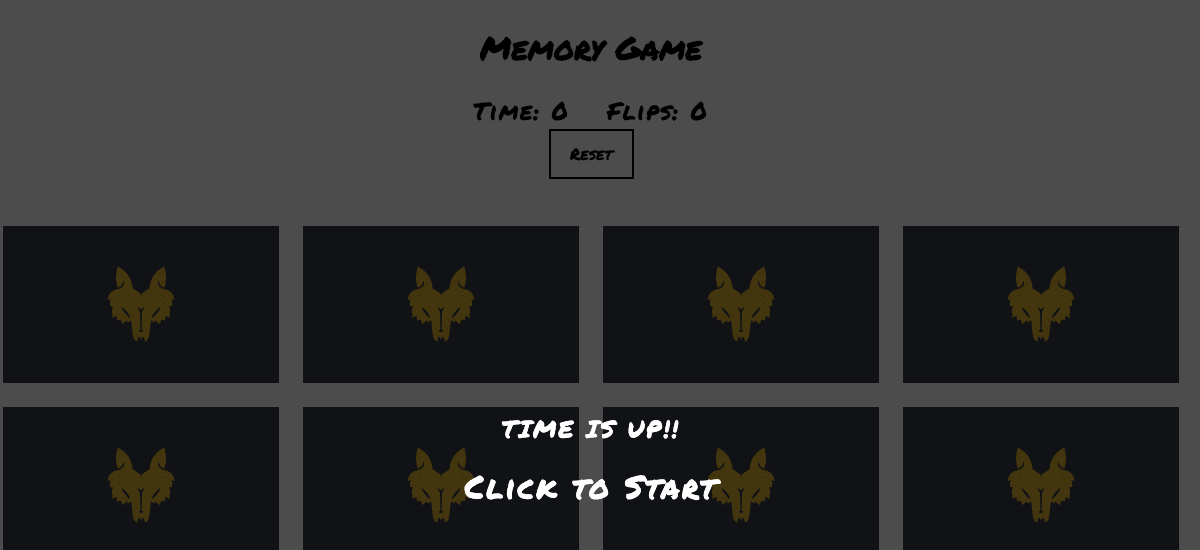 Memory Game
Time: 0 Flips: 0
Reset
TIME IS UP!!
Click to Start